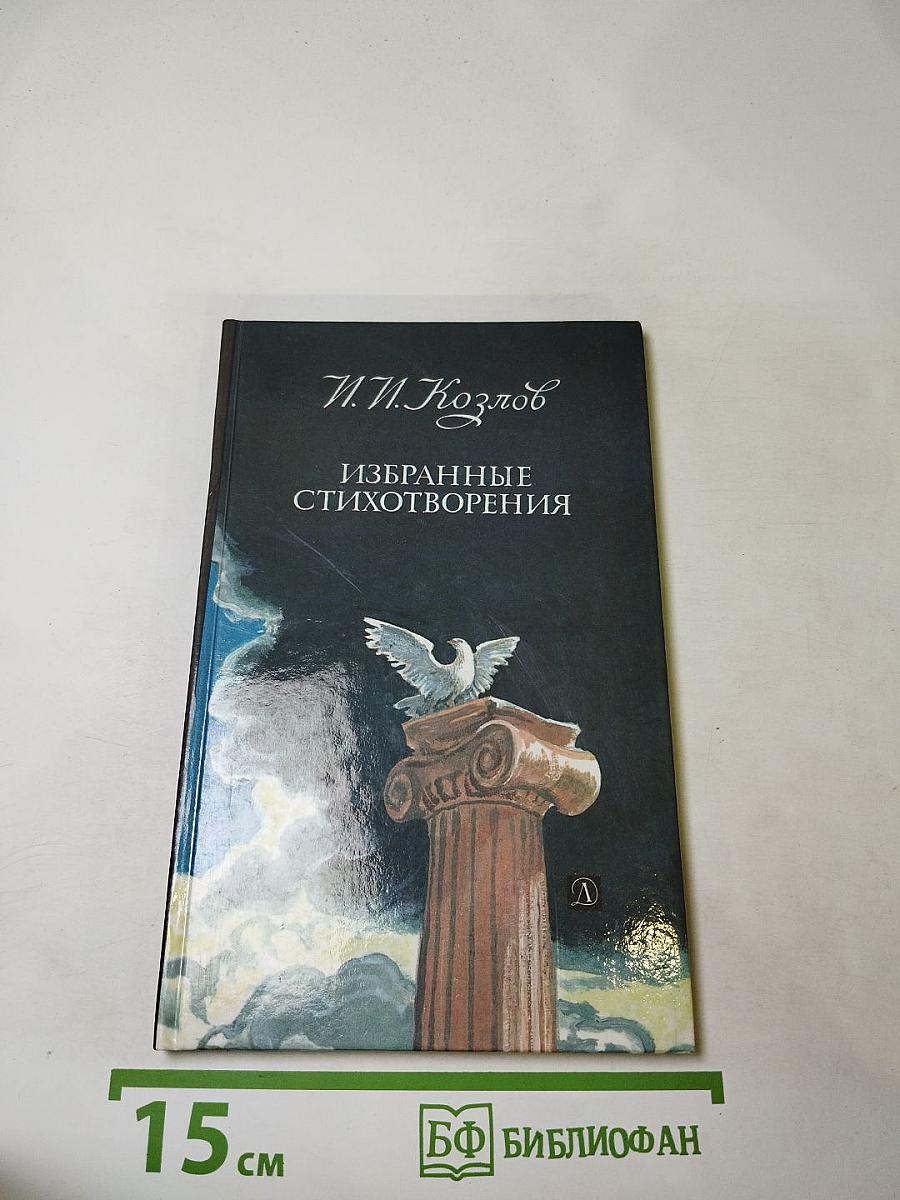 И. И. Козлов
ИЗБРАННЫЕ
СТИХОТВОРЕНИЯ
Д
15 см
БФ БИБЛИОФАН